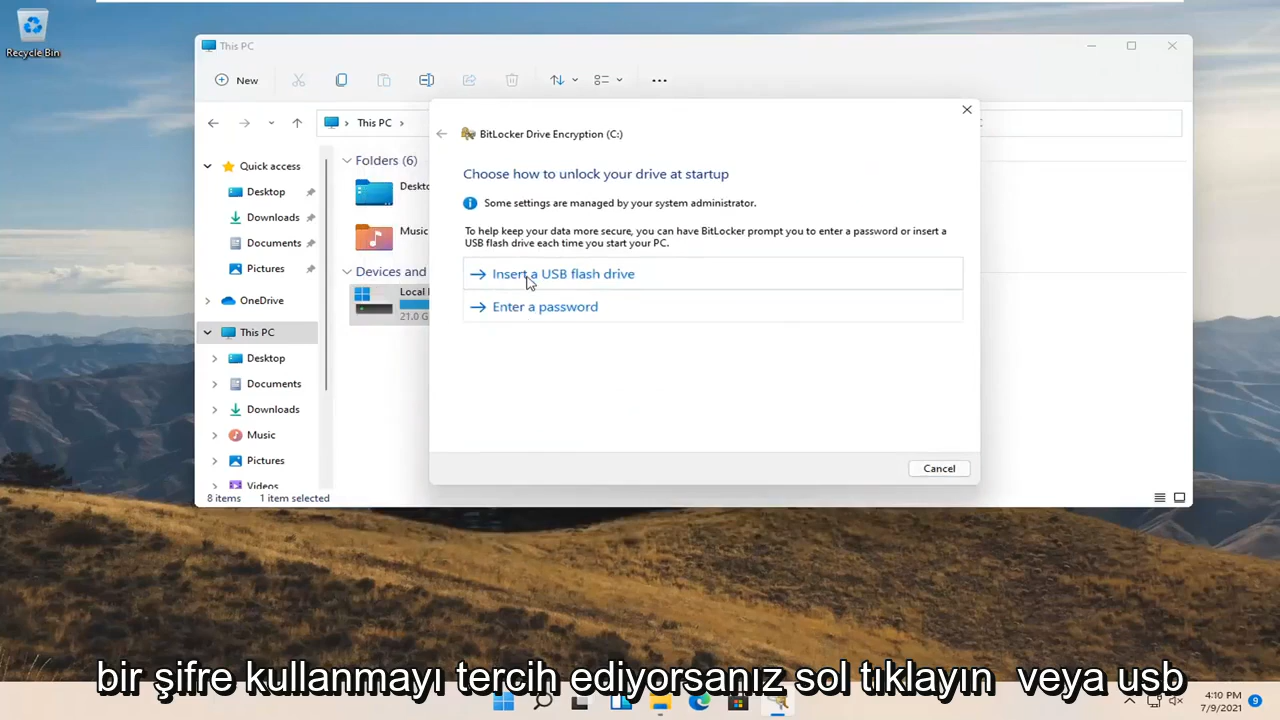 Recycle Bin
This PC
New
This PC
Quick access
Desktop
Downloads
Documents
Pictures
OneDrive
This PC
Desktop
Documents
Downloads
Music
Pictures
Videos
Folders (6)
Music
Devices and
Local
21.0 G
8 items 1 item selected
BitLocker Drive Encryption (C:)
Choose how to unlock your drive at startup
Some settings are managed by your system administrator.
To help keep your data more secure, you can have BitLocker prompt you to enter a password or insert a
USB flash drive each time you start your PC.
Insert a USB flash drive
Enter a password
Cancel
bir şifre kullanmayı tercih ediyorsanız sol tıklayın veya usb
4:10 PM
7/9/2021
9